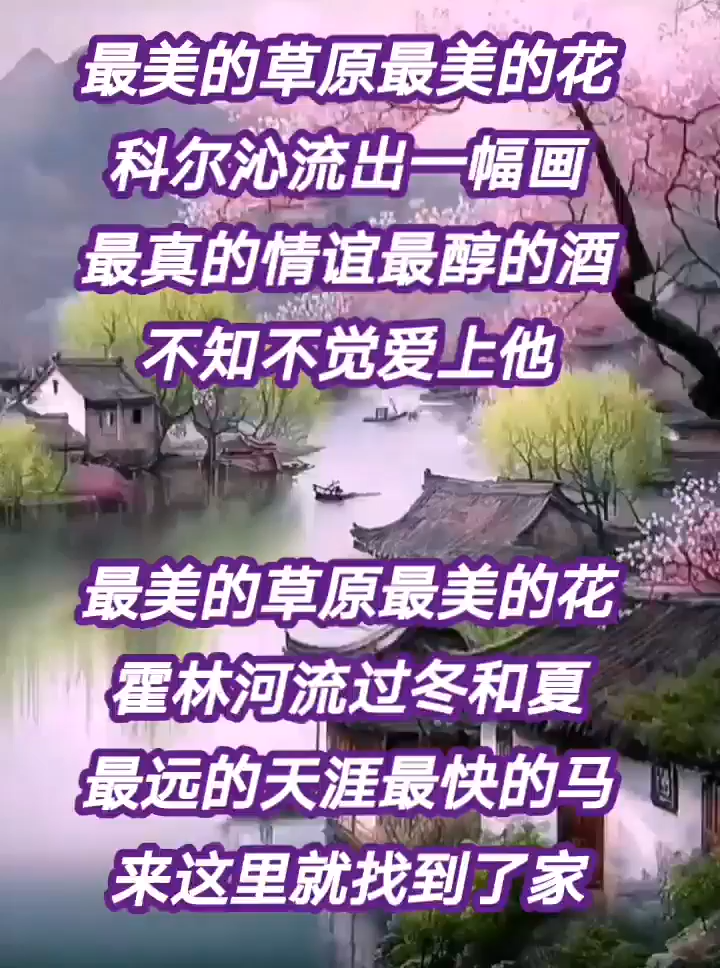 最美的草原最美的花
科尔沁流出一幅画
最真的情谊最醇的酒
不知不觉爱上他
最美的草原最美的花
霍林河流过冬和夏
最远的天涯最快的马
来这里就找到了家